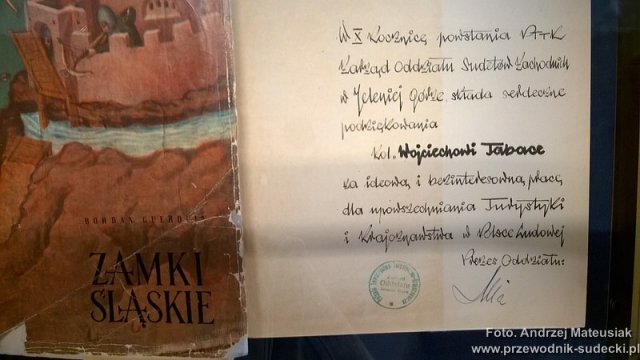 BOHDAN GUERQUIN
ZAMKI
ŚLĄSKIE
W X Rocznicę powstania PTTK
Zarząd Oddziału Sudetów Zachodnich
w Jeleniej Górze składa serdeczne
podziękowania
Kol. Wojciechowi Tabace
za ideową i bezinteresowną pracę
dla upowszechniania Turystyki
i Krajoznawstwa w Polsce Ludowej
Prezes Oddziału:
Foto. Andrzej Mateusiak
www.przewodnik-sudecki.pl